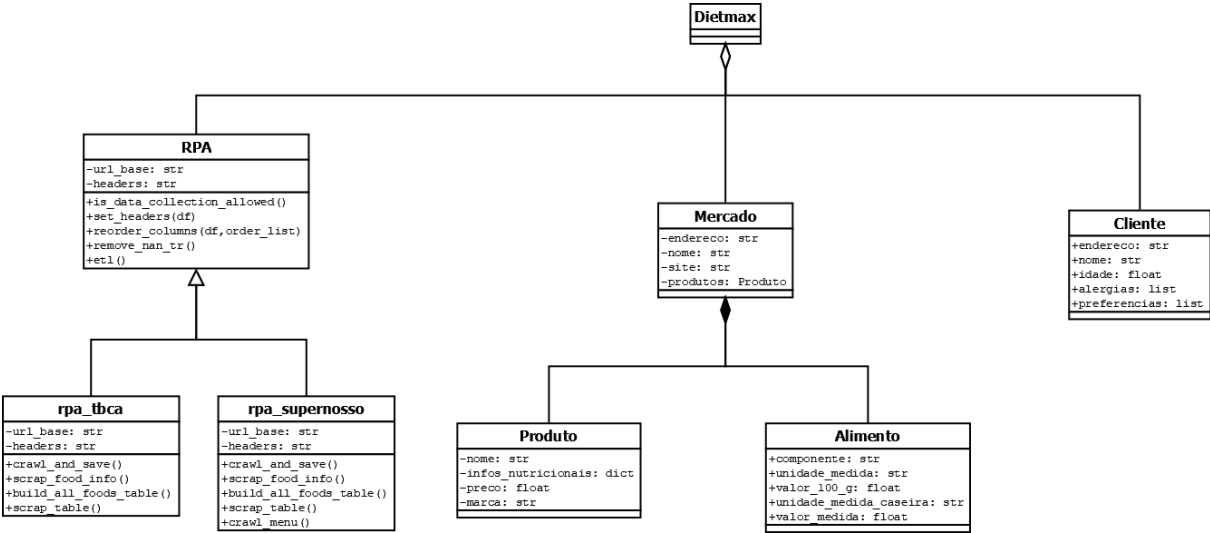 Dietmax
RPA
-url_base: str
-headers: str
+is_data_collection_allowed()
+set_headers(df)
+reorder_columns(df,order_list)
+remove_nan_tr()
+etl()
Mercado
-endereco: str
-nome: str
-site: str
-produtos: Produto
Cliente
+endereco: str
+nome: str
+idade: float
+alergias: list
+preferencias: list
rpa_tbca
-url_base: str
-headers: str
+crawl_and_save()
+scrap_food_info()
+build_all_foods_table()
+scrap_table()
rpa_supernosso
-url_base: str
-headers: str
+crawl_and_save()
+scrap_food_info()
+build_all_foods_table()
+scrap_table()
+crawl_menu()
Produto
-nome: str
-infos_nutricionais: dict
-preco: float
-marca: str
Alimento
+componente: str
+unidade_medida: str
+valor_100_g: float
+unidade_medida_caseira: str
+valor_medida: float